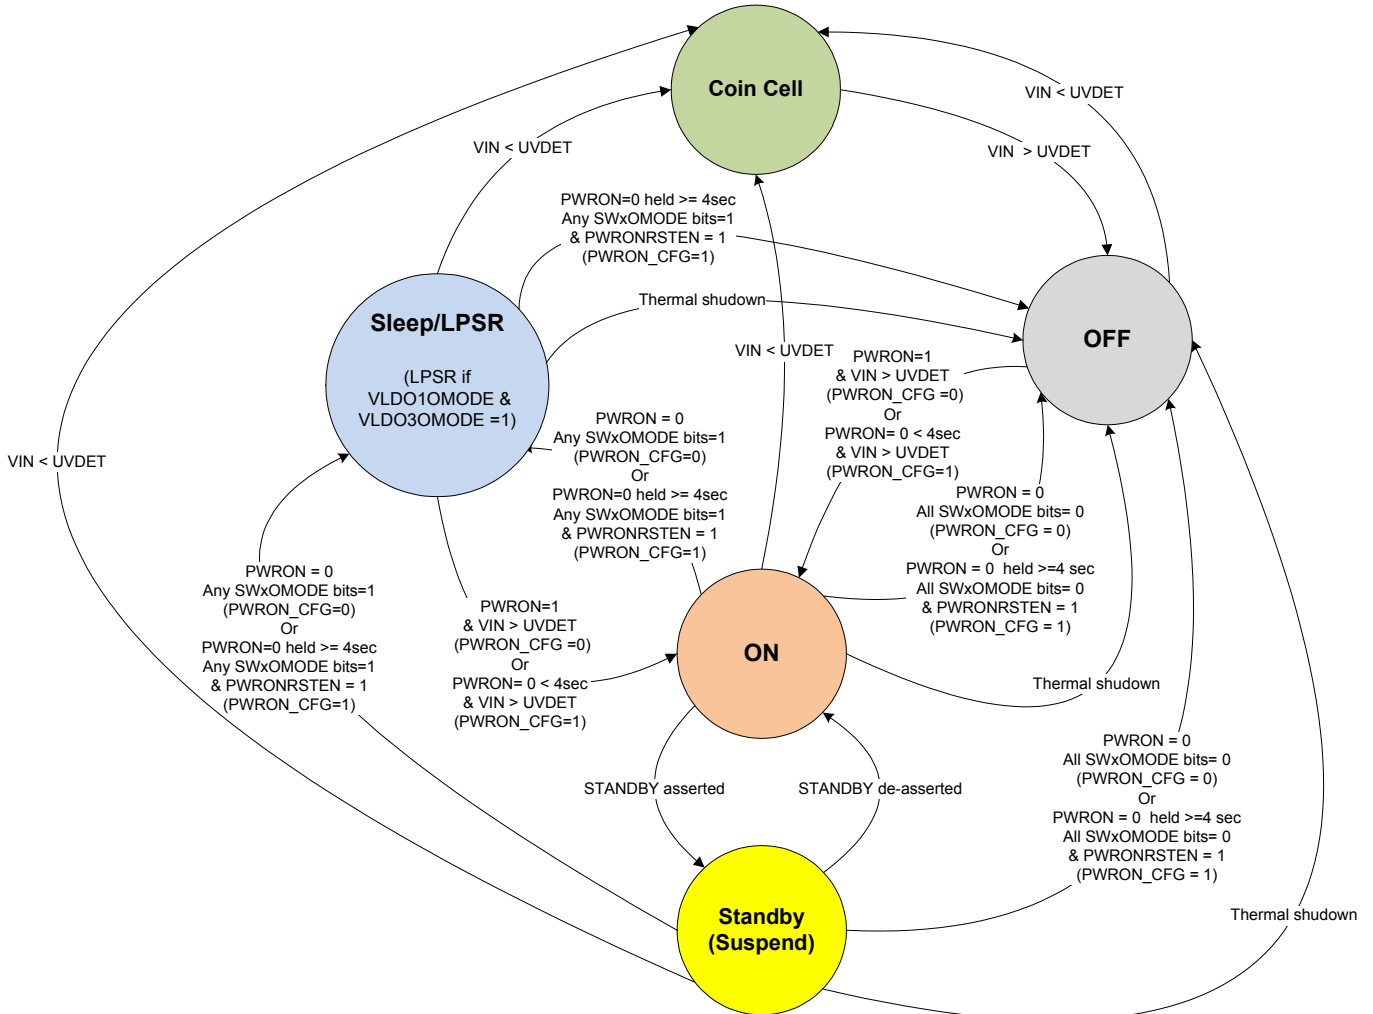 Coin Cell
VIN < UVDET
VIN < UVDET
VIN  > UVDET
PWRON=0 held >= 4sec
Any SWxOMODE bits=1
& PWRONRSTEN = 1
(PWRON_CFG=1)
Thermal shudown
Sleep/LPSR
(LPSR if
VLDO1OMODE &
VLDO3OMODE =1)
OFF
VIN < UVDET
PWRON=1
& VIN > UVDET
(PWRON_CFG =0)
Or
PWRON= 0 < 4sec
& VIN > UVDET
(PWRON_CFG=1)
PWRON = 0
Any SWxOMODE bits=1
(PWRON_CFG=0)
Or
PWRON=0 held >= 4sec
Any SWxOMODE bits=1
& PWRONRSTEN = 1
(PWRON_CFG=1)
VIN < UVDET
PWRON = 0
All SWxOMODE bits= 0
(PWRON_CFG = 0)
Or
PWRON = 0  held >=4 sec
All SWxOMODE bits= 0
& PWRONRSTEN = 1
(PWRON_CFG = 1)
PWRON = 0
Any SWxOMODE bits=1
(PWRON_CFG=0)
Or
PWRON=0 held >= 4sec
Any SWxOMODE bits=1
& PWRONRSTEN = 1
(PWRON_CFG=1)
PWRON=1
& VIN > UVDET
(PWRON_CFG =0)
Or
PWRON= 0 < 4sec
& VIN > UVDET
(PWRON_CFG=1)
ON
Thermal shudown
STANDBY asserted
STANDBY de-asserted
PWRON = 0
All SWxOMODE bits= 0
(PWRON_CFG = 0)
Or
PWRON = 0  held >=4 sec
All SWxOMODE bits= 0
& PWRONRSTEN = 1
(PWRON_CFG = 1)
Standby
(Suspend)
Thermal shudown